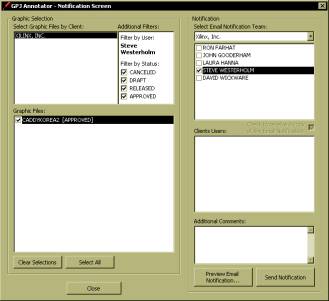 GPJ Annotator - Notification Screen
Graphic Selection
Select Graphic Files by Client:
XILINX, INC.
Additional Filters:
Filter by User:
Steve
Westerholm
Filter by Status:
CANCELED
DRAFT
RELEASED
APPROVED
Graphic Files:
CADDYKOREA2 [APPROVED]
Clear Selections
Select All
Close
Notification
Select Email Notification Team:
Xilinx, Inc.
RON FARHAT
JOHN GOODERHAM
LAURA HANNA
STEVE WESTERHOLM
DAVID WICKWARE
Clients Users:
Additional Comments:
Preview Email
Notification...
Send Notification